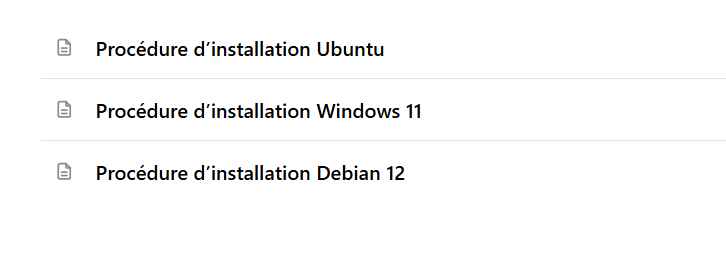 Procédure d’installation Ubuntu
Procédure d’installation Windows 11
Procédure d’installation Debian 12